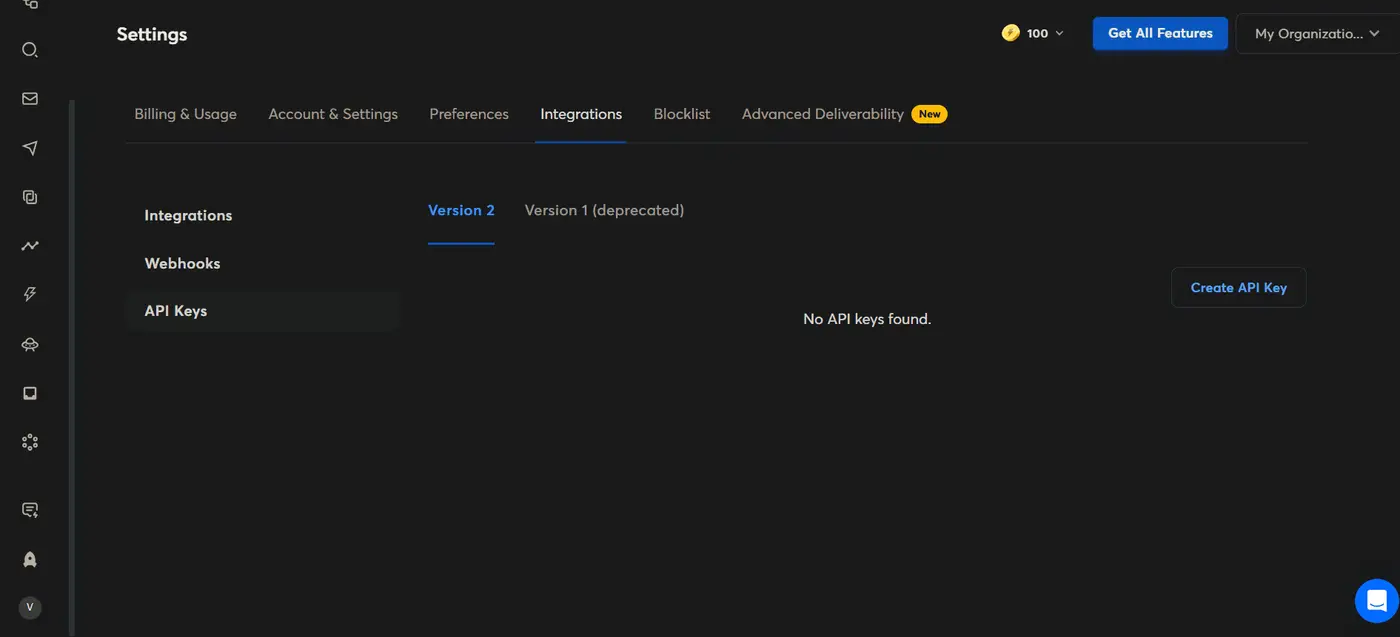 Settings
100
Get All Features
My Organizatio...
Billing & Usage
Account & Settings
Preferences
Integrations
Blocklist
Advanced Deliverability
New
Integrations
Webhooks
API Keys
Version 2
Version 1 (deprecated)
Create API Key
No API keys found.
V